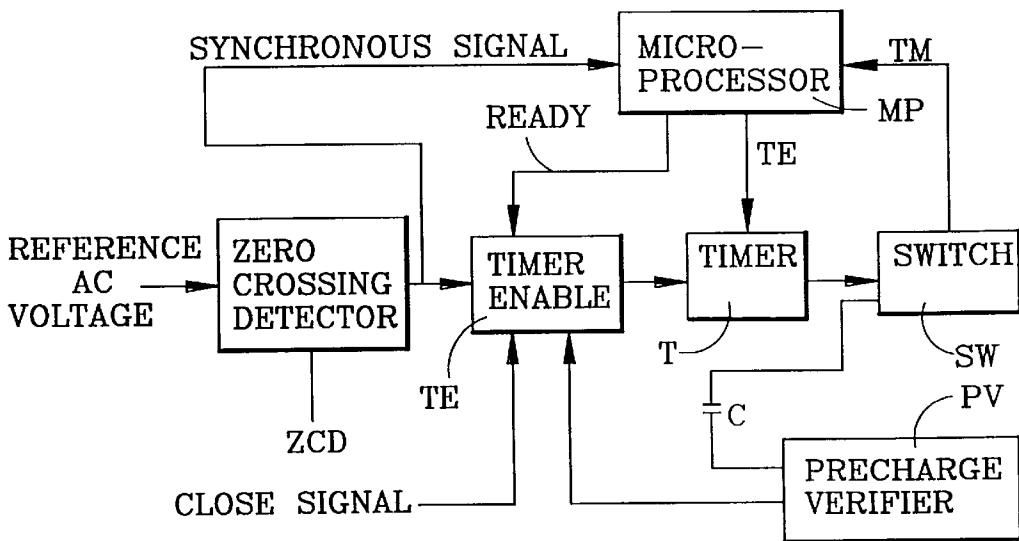 SYNCHRONOUS SIGNAL
MICRO-
PROCESSOR
TM
MP
READY
TE
REFERENCE
AC
VOLTAGE
ZERO
CROSSING
DETECTOR
TIMER
ENABLE
TIMER
SWITCH
TE
T
SW
ZCD
C
PV
CLOSE SIGNAL
PRECHARGE
VERIFIER